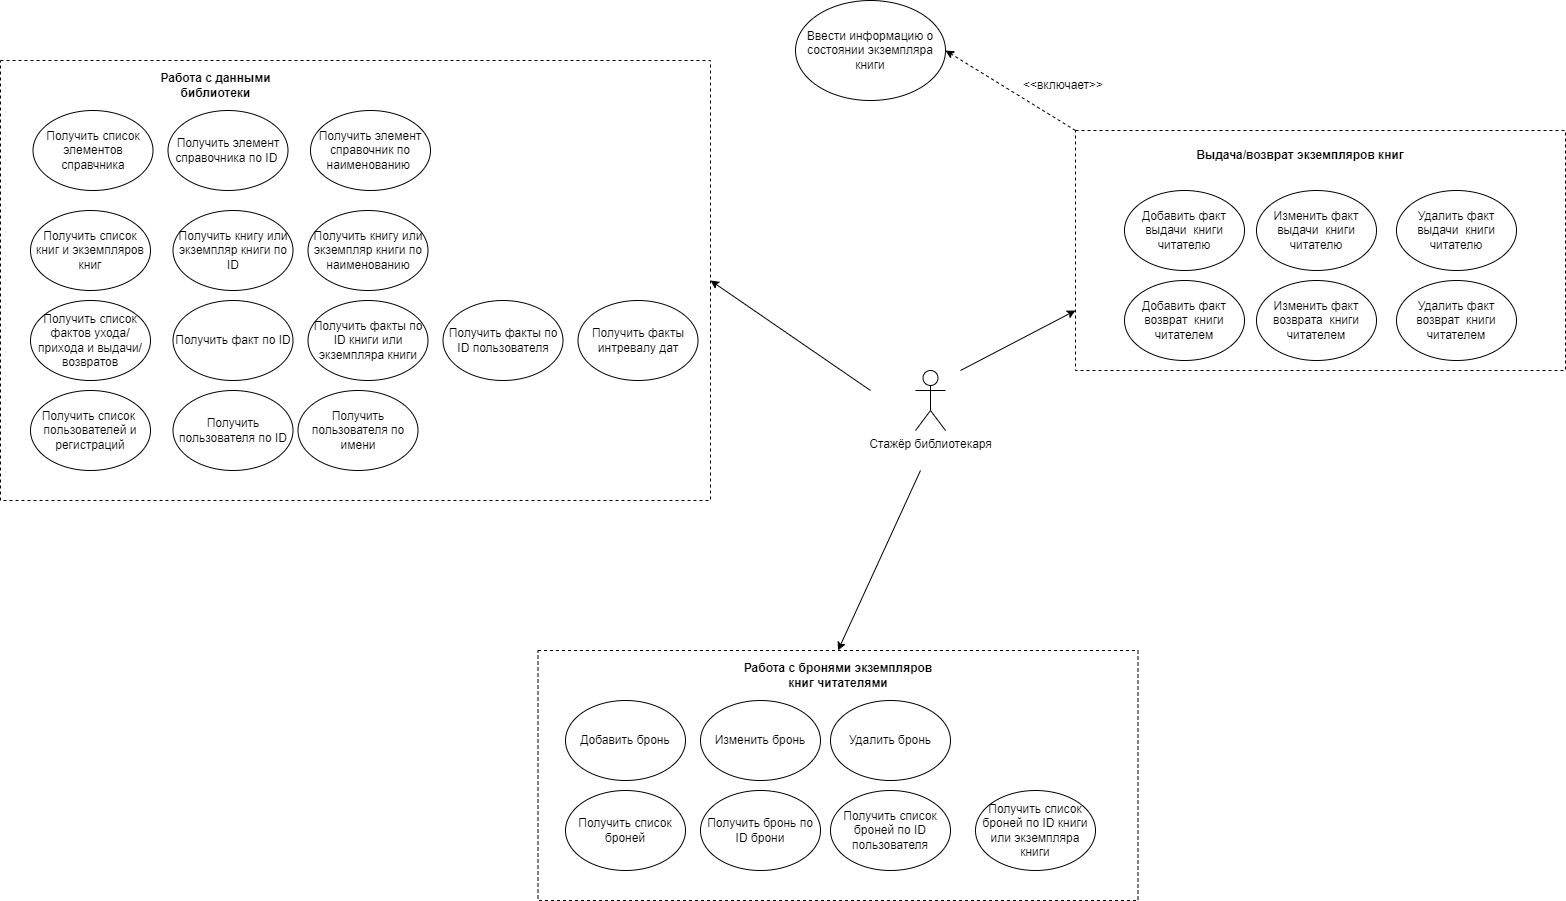 Ввести информацию о
состоянии экземпляра
книги
<<включает>>
Работа с данными
библиотеки
Получить список
элементов
справчника
Получить элемент
справочника по ID
Получить элемент
справочник по
наименованию
Получить список
книг и экземпляров
книг
Получить книгу или
экземпляр книги по
ID
Получить книгу или
экземпляр книги по
наименованию
Получить список
фактов ухода/
прихода и выдачи/
возвратов
Получить факт по ID
Получить факты по
ID книги или
экземпляра книги
Получить факты по
ID пользователя
Получить факты
интревалу дат
Получить список
пользователей и
регистраций
Получить
пользователя по ID
Получить
пользователя по
имени
Выдача/возврат экземпляров книг
Добавить факт
выдачи книги
читателю
Изменить факт
выдачи книги
читателю
Удалить факт
выдачи книги
читателю
Добавить факт
возврат книги
читателем
Изменить факт
возврата книги
читателем
Удалить факт
возврат книги
читателем
Стажёр библиотекаря
Работа с бронями экземпляров
книг читателями
Добавить бронь
Изменить бронь
Удалить бронь
Получить список
броней
Получить бронь по
ID брони
Получить список
броней по ID
пользователя
Получить список
броней по ID книги
или экземпляра
книги